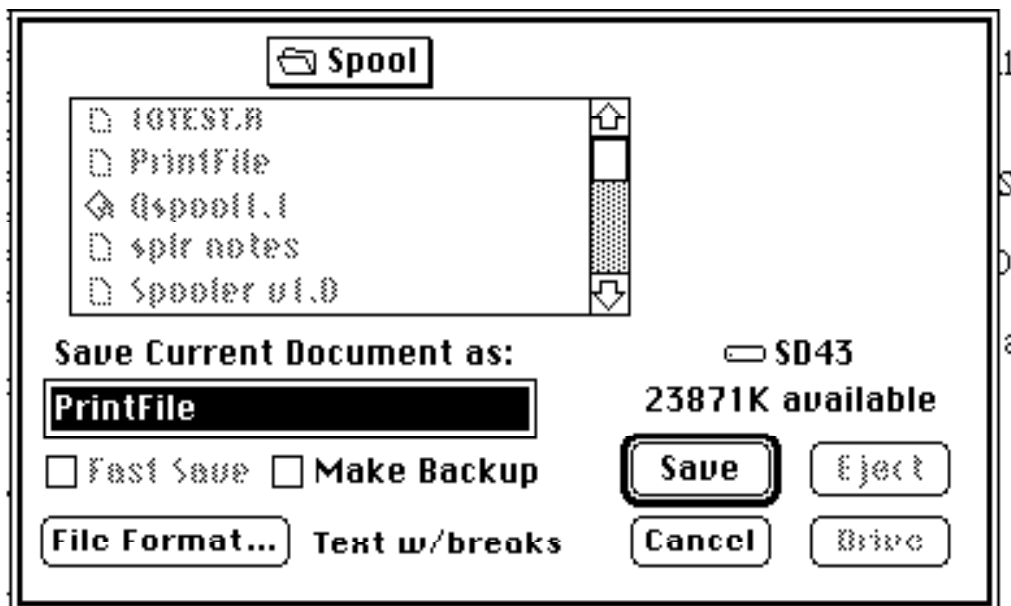 Spool
IOTEST.A
PrintFile
Qspool1.1
splr notes
Spooler v1.0
Save Current Document as:
SD43
PrintFile
23871K available
Fast Save
Make Backup
Save
Eject
File Format...
Text w/breaks
Cancel
Drive